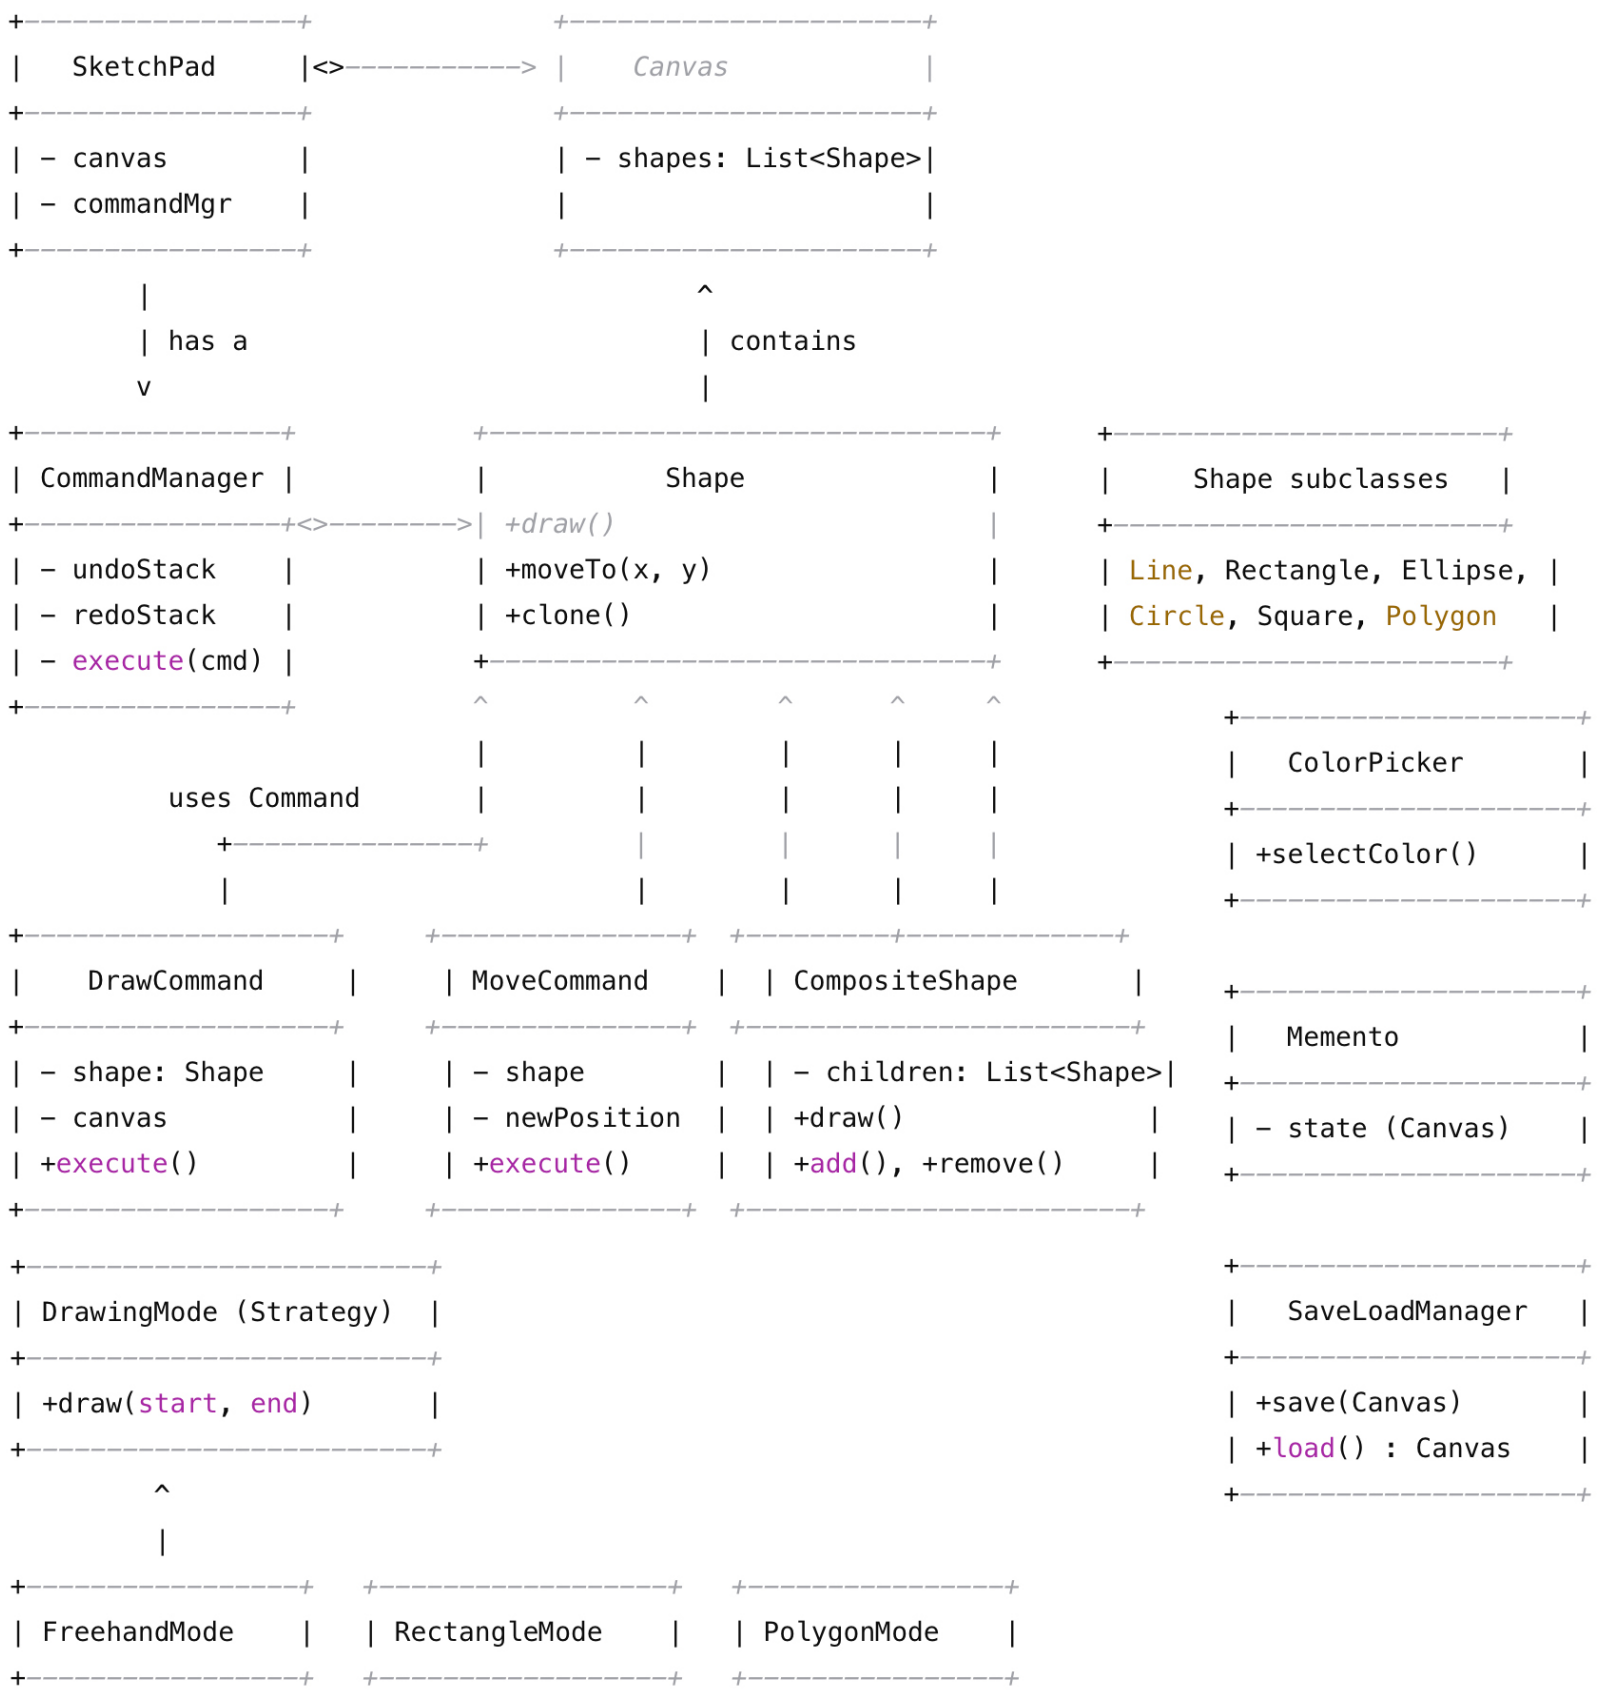 +-----------------+               +----------------------+
|   SketchPad     |<>-----------> |    Canvas            |
+-----------------+               +----------------------+
| - canvas        |               | - shapes: List<Shape>|
| - commandMgr    |               |                      |
+-----------------+               +----------------------+
        |                                  ^
        | has a                            | contains
        v                                  |
+----------------+           +-------------------------------+      +------------------------+
| CommandManager |           |           Shape               |      |     Shape subclasses   |
+----------------+<>-------->| +draw()                       |      +------------------------+
| - undoStack    |           | +moveTo(x, y)                 |      | Line, Rectangle, Ellipse, |
| - redoStack    |           | +clone()                      |      | Circle, Square, Polygon   |
| - execute(cmd) |           +-------------------------------+      +------------------------+
+----------------+           ^         ^        ^      ^     ^
                             |         |        |      |     |
          uses Command       |         |        |      |     |
             +---------------+         |        |      |     |
             |                         |        |      |     |
+-------------------+     +---------------+  +---------+-------------+
|    DrawCommand     |     | MoveCommand    |  | CompositeShape       |
+-------------------+     +---------------+  +------------------------+
| - shape: Shape     |     | - shape        |  | - children: List<Shape>|
| - canvas           |     | - newPosition  |  | +draw()               |
| +execute()         |     | +execute()     |  | +add(), +remove()     |
+-------------------+     +---------------+  +------------------------+
+---------------------+
|   ColorPicker       |
+---------------------+
| +selectColor()      |
+---------------------+
+---------------------+
|   Memento           |
+---------------------+
| - state (Canvas)    |
+---------------------+
+---------------------+
|   SaveLoadManager   |
+---------------------+
| +save(Canvas)       |
| +load() : Canvas    |
+---------------------+
+-------------------------+
| DrawingMode (Strategy)  |
+-------------------------+
| +draw(start, end)       |
+-------------------------+
         ^
         |
+-----------------+   +------------------+   +----------------+
| FreehandMode    |   | RectangleMode    |   | PolygonMode    |
+-----------------+   +------------------+   +----------------+